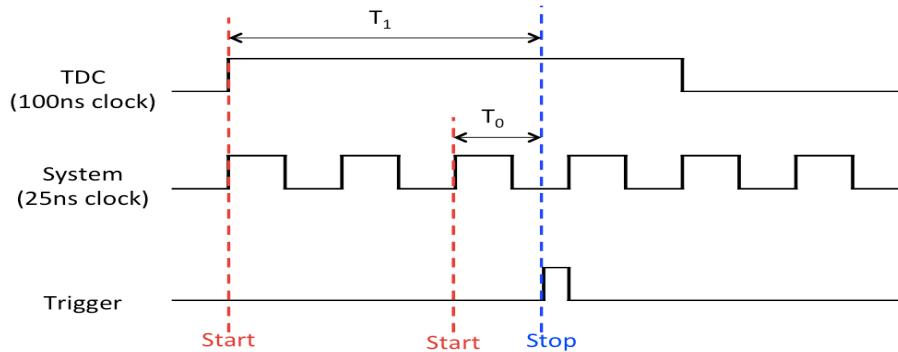 T1
TDC
(100ns clock)
T0
System
(25ns clock)
Trigger
Start
Start
Stop